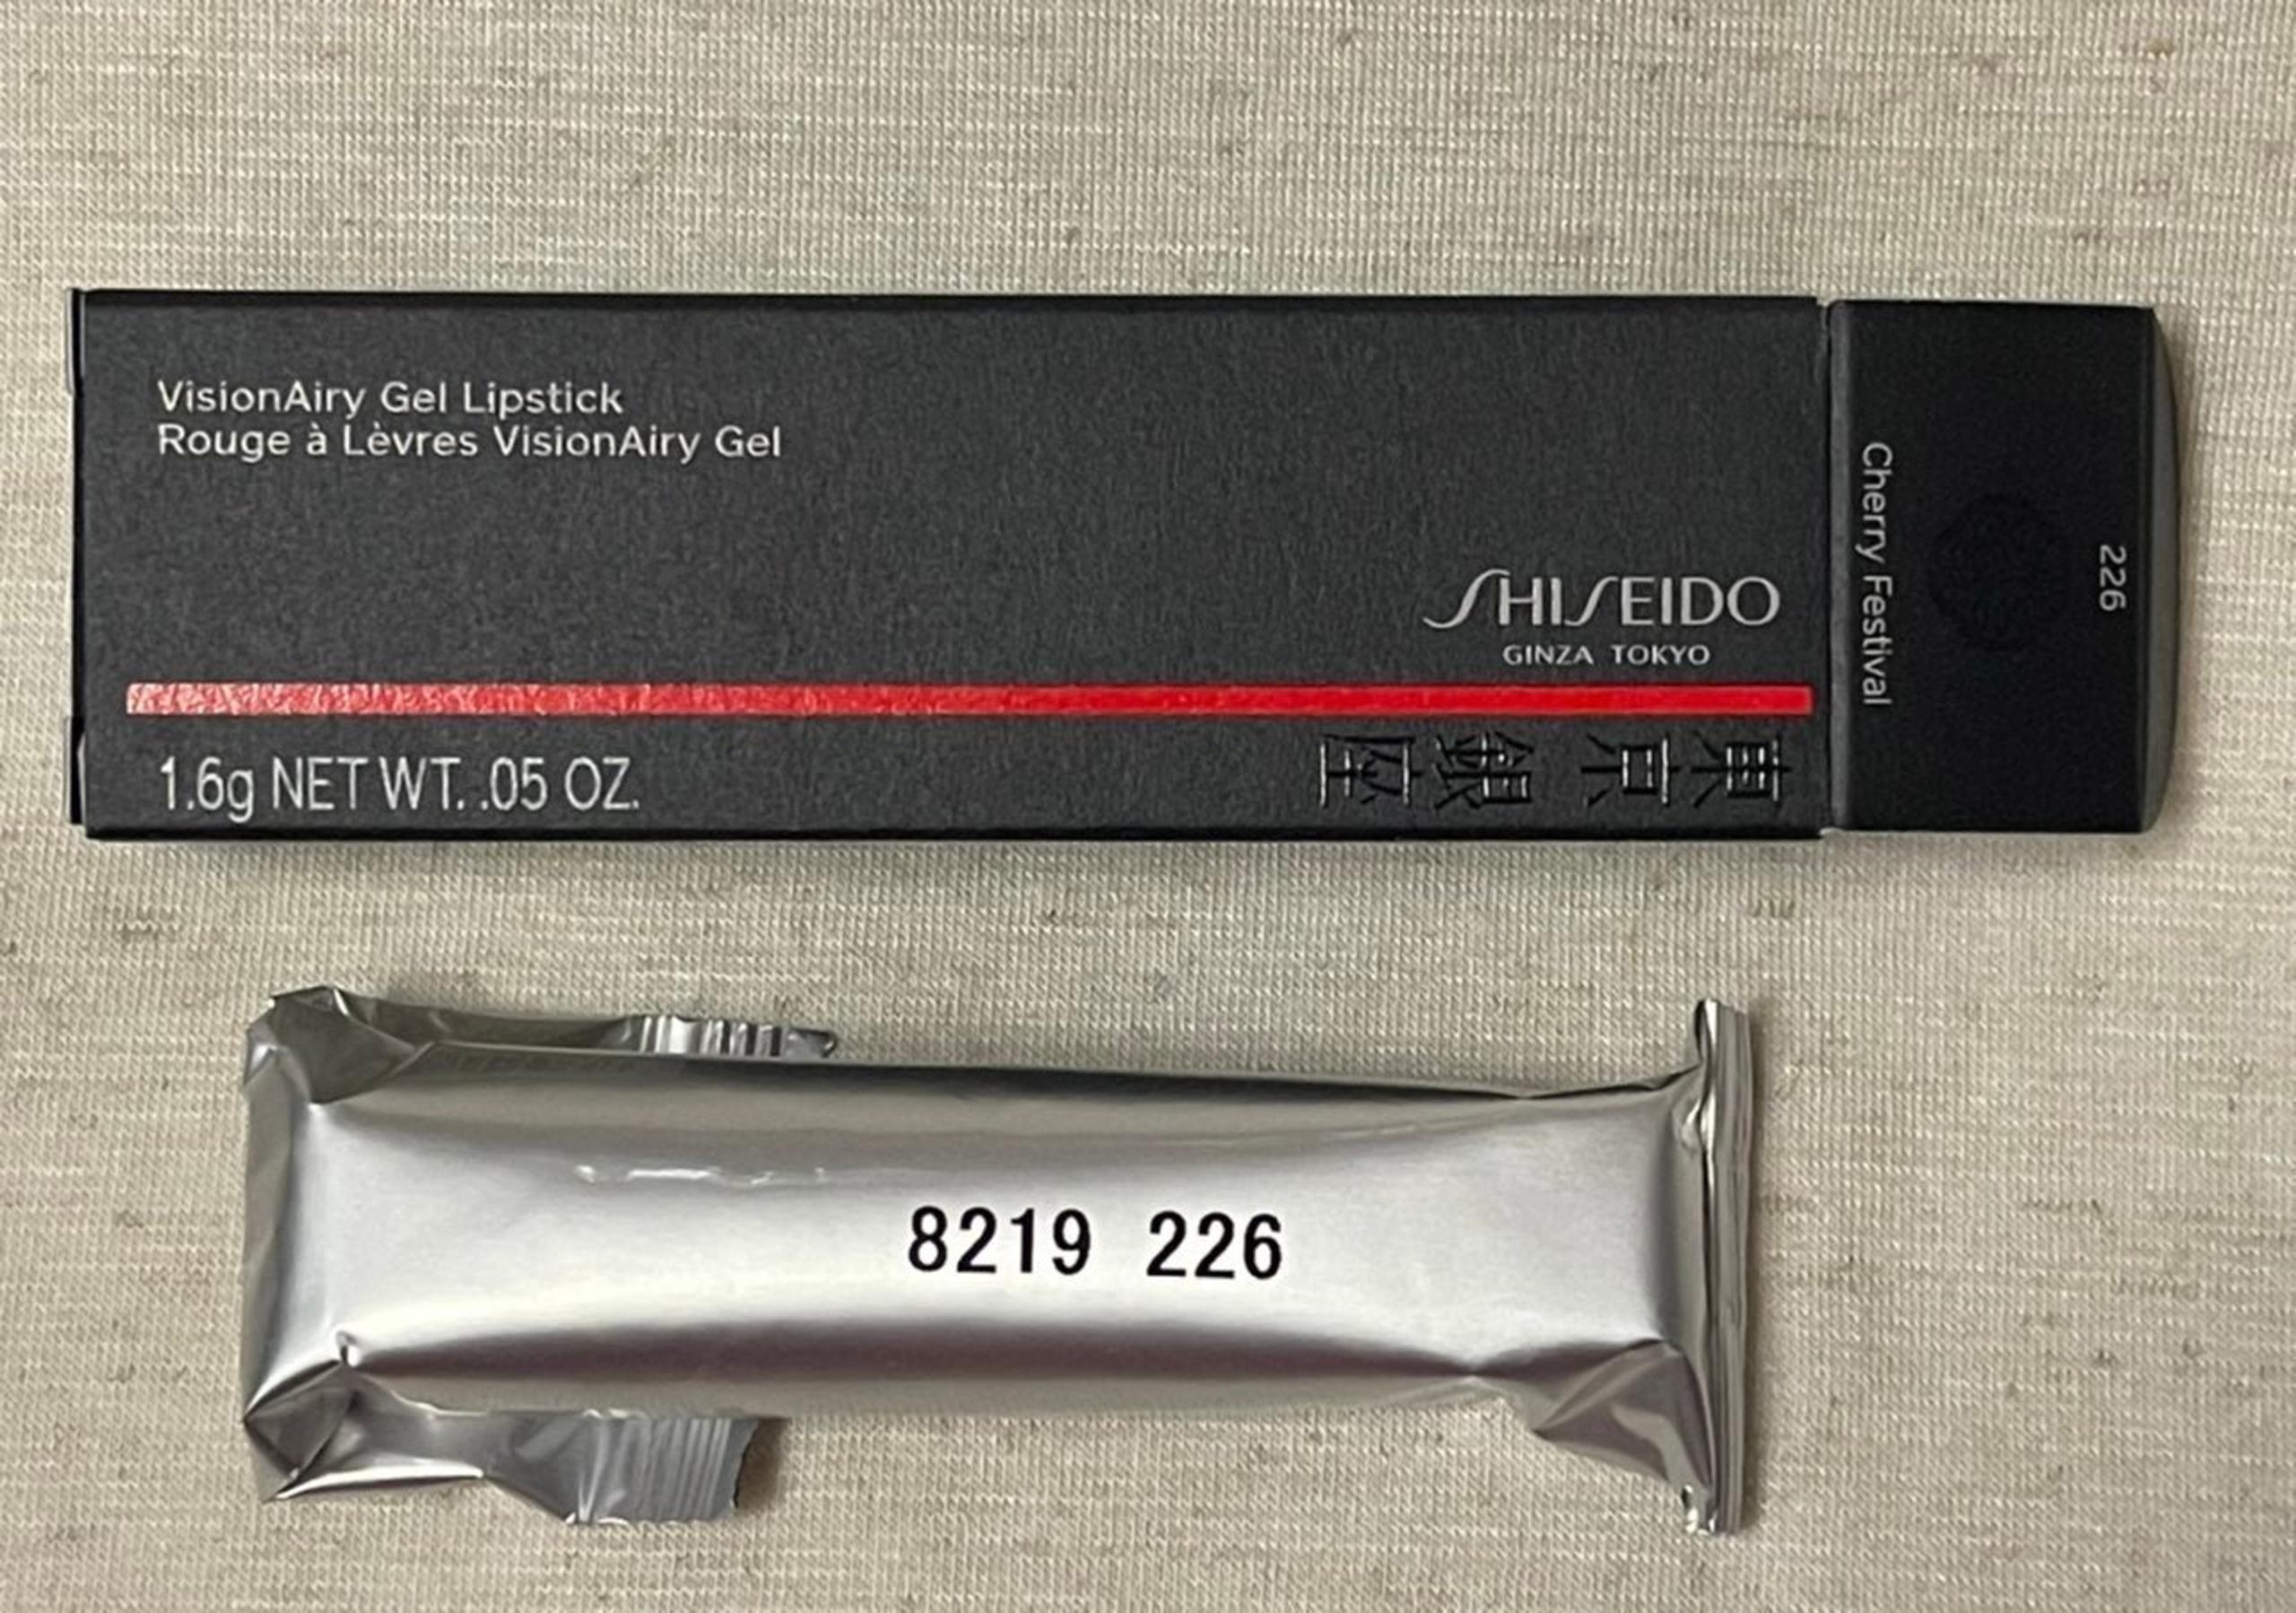 VisionAiry Gel Lipstick
Rouge à Lèvres VisionAiry Gel
SHISEIDO
GINZA TOKYO
1.6g NET WT. .05 OZ.
東京 銀座
Cherry Festival
226
8219 226